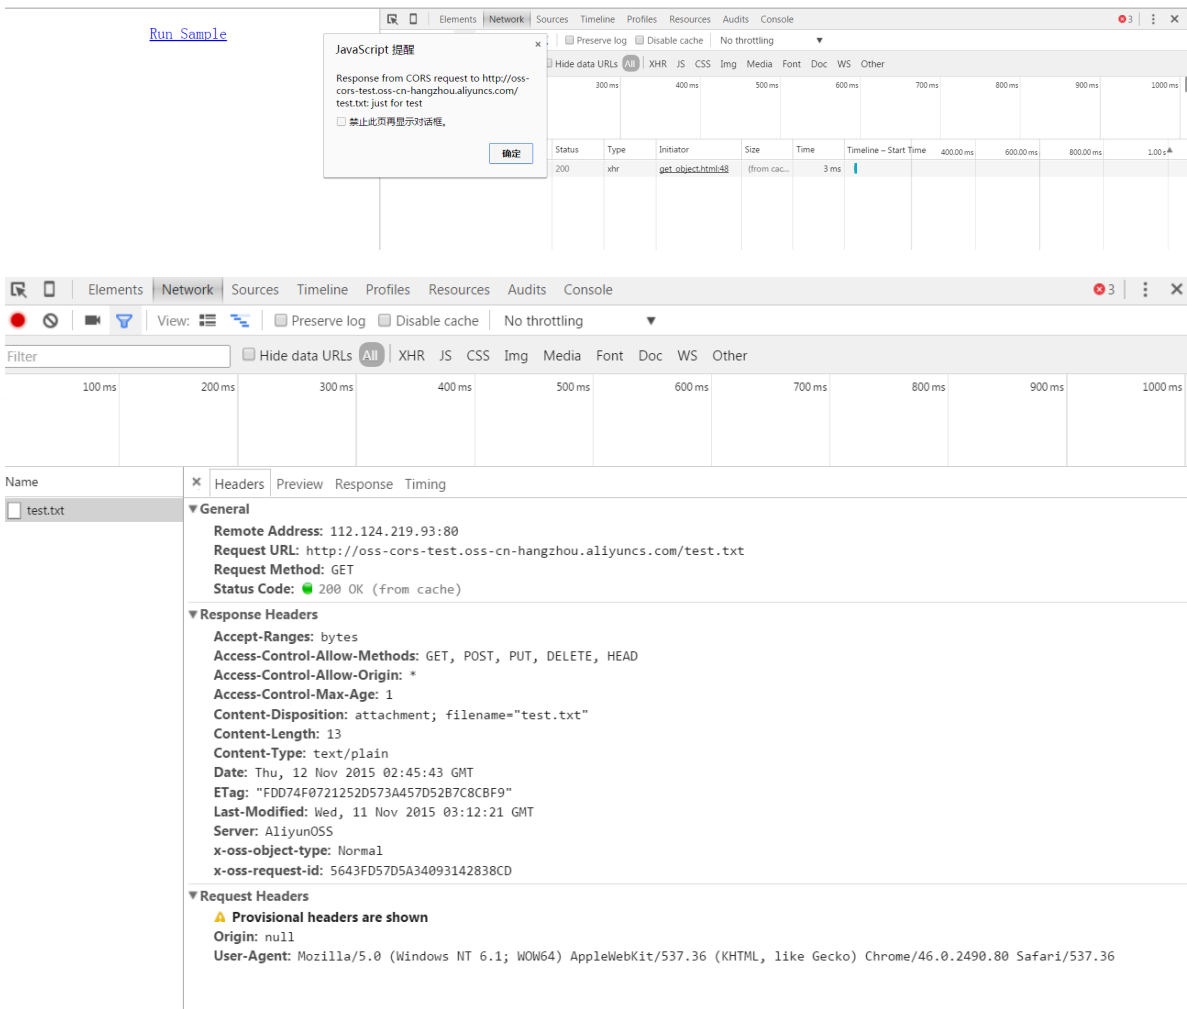 Run Sample
Elements Network Sources Timeline Profiles Resources Audits Console 3
Preserve log Disable cache No throttling
Hide data URLs All XHR JS CSS Img Media Font Doc WS Other
300 ms 400 ms 500 ms 600 ms 700 ms 800 ms 900 ms 1000 ms
JavaScript 提醒
Response from CORS request to http://oss-
cors-test.oss-cn-hangzhou.aliyuncs.com/
test.txt: just for test
禁止此页再显示对话框。
确定
Status Type Initiator Size Time Timeline – Start Time 400.00 ms 600.00 ms 800.00 ms 1.00 s
200 xhr get_object.html:48 (from cac... 3 ms
Elements Network Sources Timeline Profiles Resources Audits Console 3
View: Preserve log Disable cache No throttling
Filter Hide data URLs All XHR JS CSS Img Media Font Doc WS Other
100 ms 200 ms 300 ms 400 ms 500 ms 600 ms 700 ms 800 ms 900 ms 1000 ms
Name × Headers Preview Response Timing
test.txt
General
Remote Address: 112.124.219.93:80
Request URL: http://oss-cors-test.oss-cn-hangzhou.aliyuncs.com/test.txt
Request Method: GET
Status Code: 200 OK (from cache)
Response Headers
Accept-Ranges: bytes
Access-Control-Allow-Methods: GET, POST, PUT, DELETE, HEAD
Access-Control-Allow-Origin: *
Access-Control-Max-Age: 1
Content-Disposition: attachment; filename="test.txt"
Content-Length: 13
Content-Type: text/plain
Date: Thu, 12 Nov 2015 02:45:43 GMT
ETag: "FDD74F0721252D573A457D52B7C8CBF9"
Last-Modified: Wed, 11 Nov 2015 03:12:21 GMT
Server: AliyunOSS
x-oss-object-type: Normal
x-oss-request-id: 5643FD57D5A34093142838CD
Request Headers
Provisional headers are shown
Origin: null
User-Agent: Mozilla/5.0 (Windows NT 6.1; WOW64) AppleWebKit/537.36 (KHTML, like Gecko) Chrome/46.0.2490.80 Safari/537.36